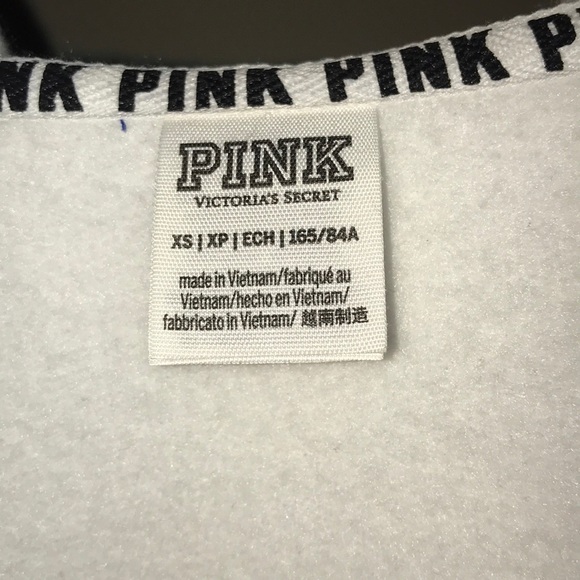 NK PINK PINK P
PINK
VICTORIA'S SECRET
XS | XP | ECH | 165/84A
made in Vietnam/fabriqué au
Vietnam/hecho en Vietnam/
fabbricato in Vietnam/ 越南制造